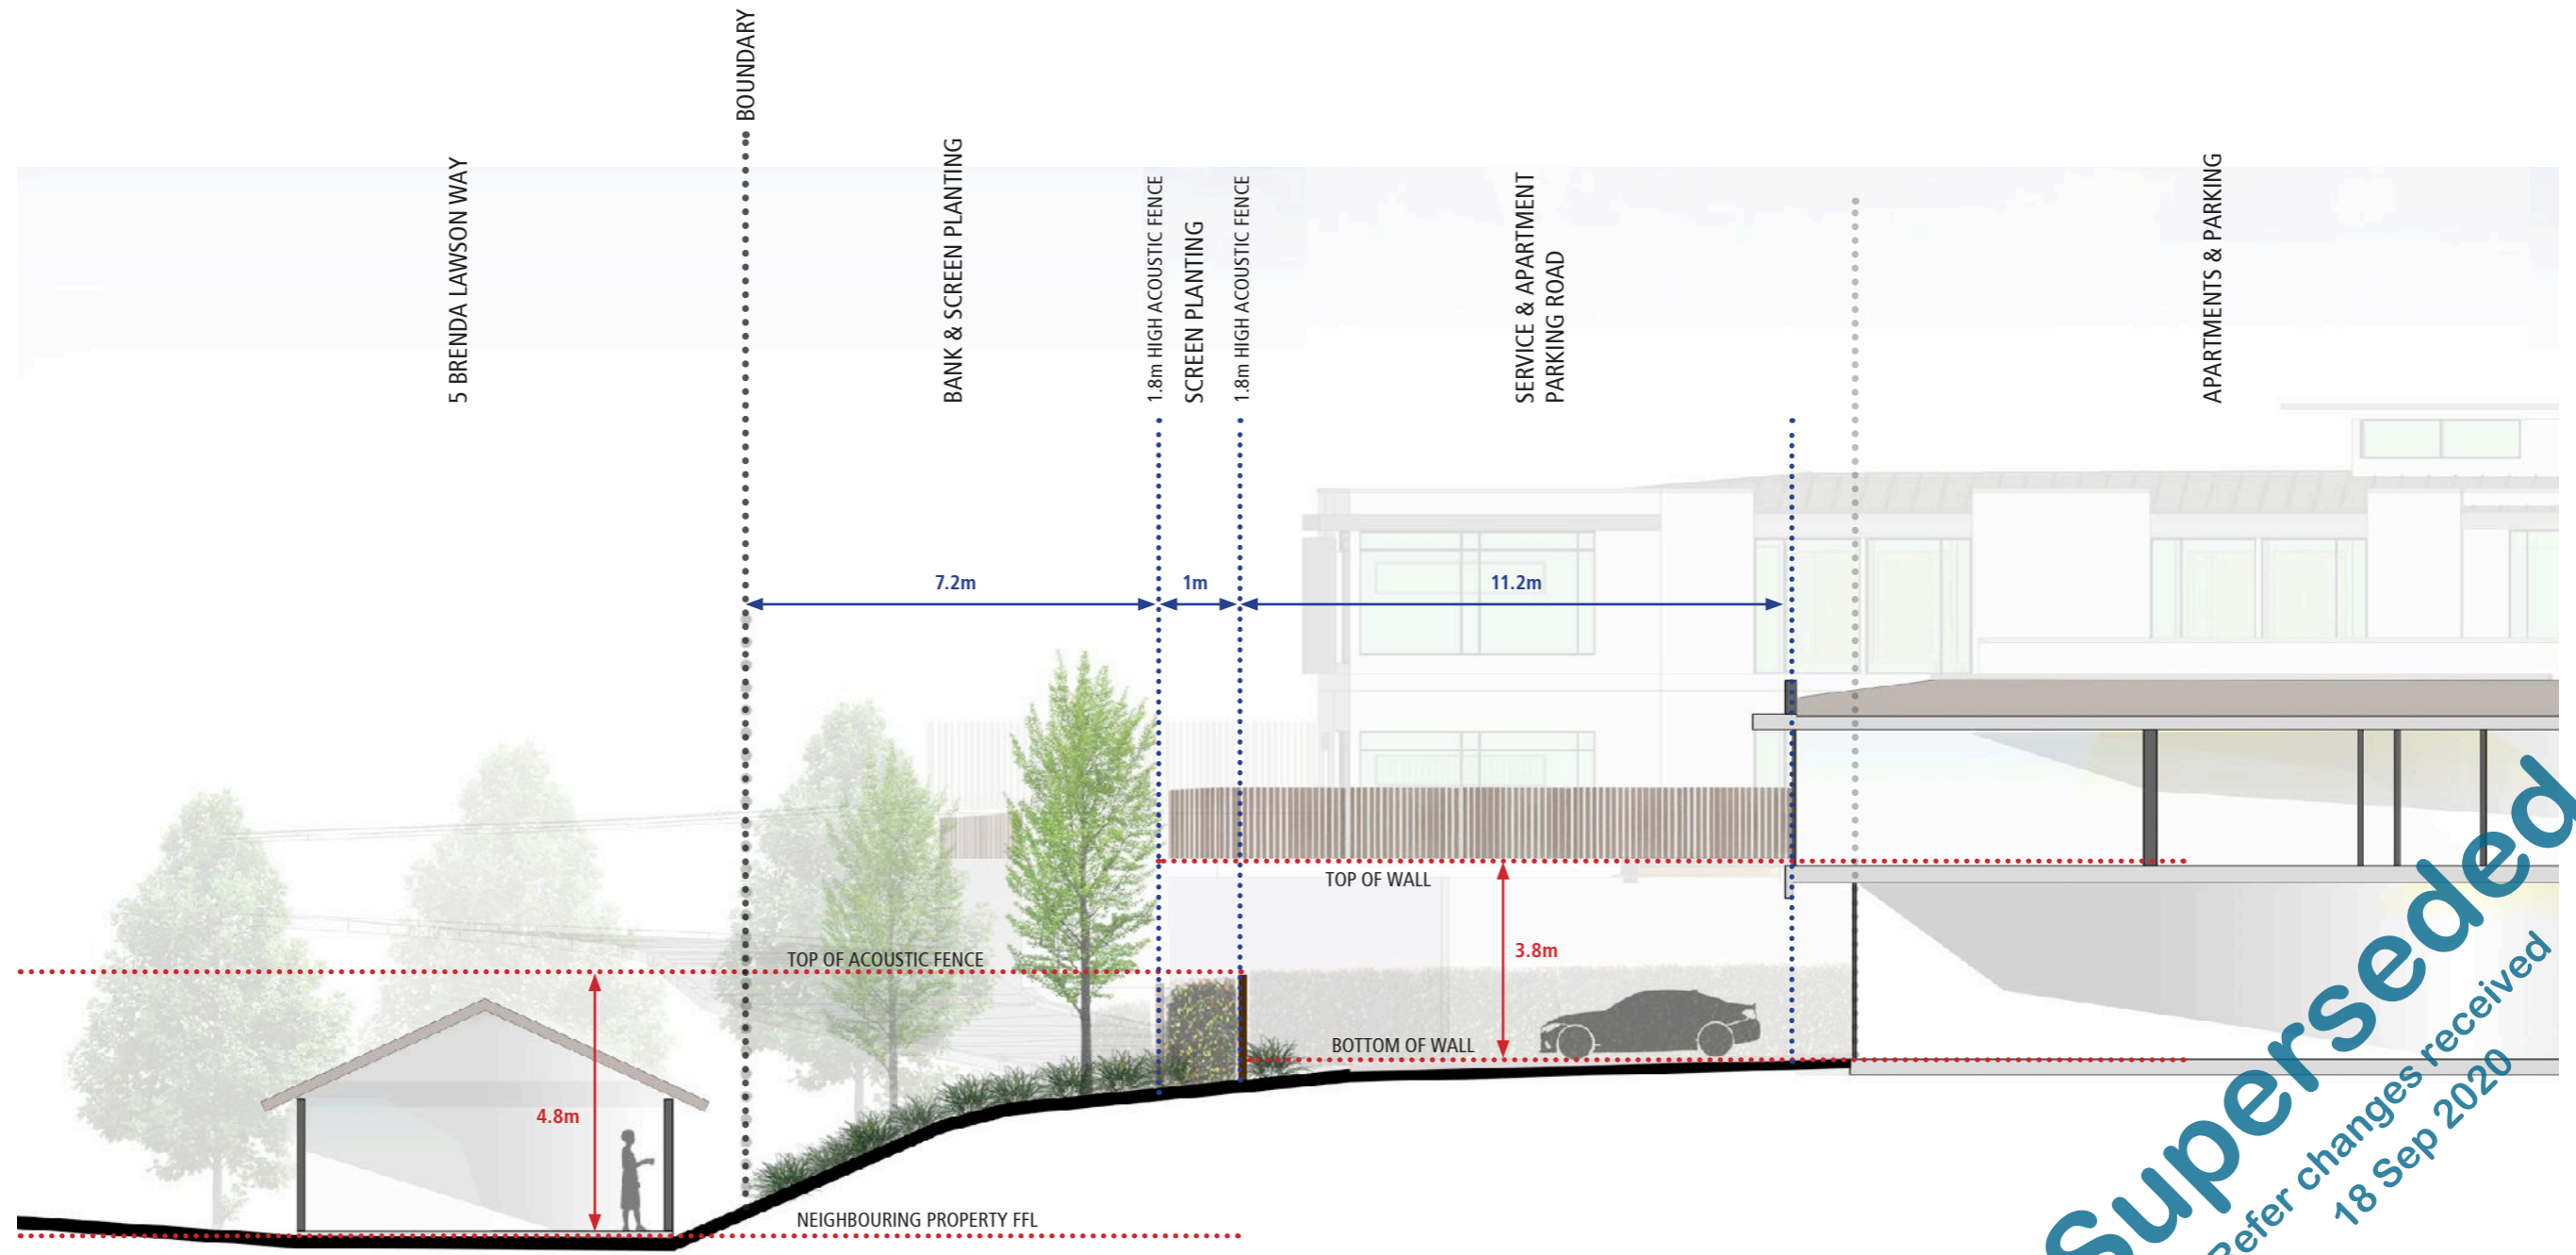 5 BRENDA LAWSON WAY
BOUNDARY
BANK & SCREEN PLANTING
1.8m HIGH ACOUSTIC FENCE
SCREEN PLANTING
1.8m HIGH ACOUSTIC FENCE
SERVICE & APARTMENT
PARKING ROAD
APARTMENTS & PARKING
7.2m
1m
11.2m
TOP OF WALL
3.8m
TOP OF ACOUSTIC FENCE
BOTTOM OF WALL
4.8m
NEIGHBOURING PROPERTY FFL
Superseded
Refer changes received
18 Sep 2020